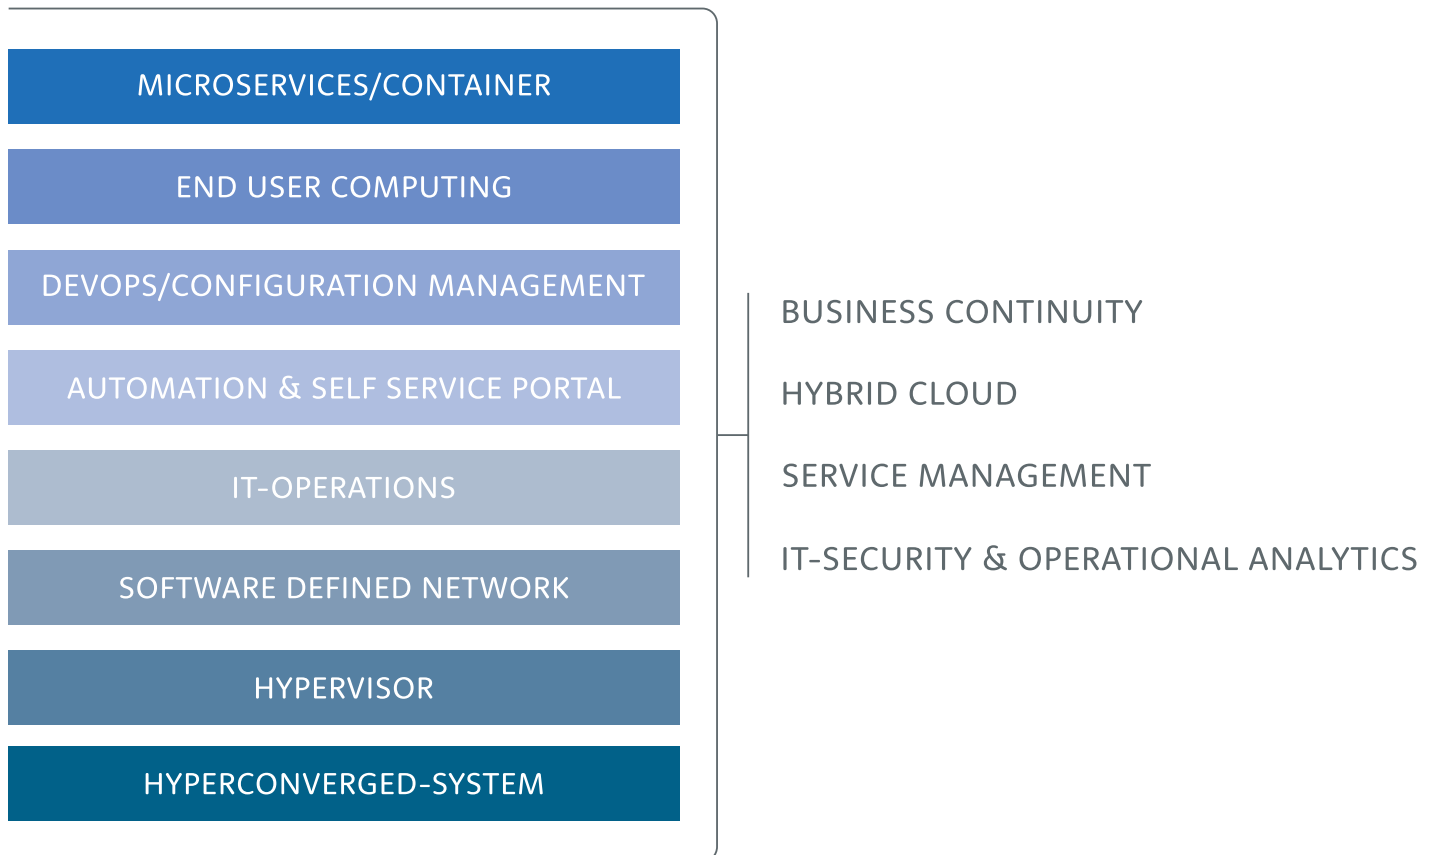 MICROSERVICES/CONTAINER
END USER COMPUTING
DEVOPS/CONFIGURATION MANAGEMENT
AUTOMATION & SELF SERVICE PORTAL
IT-OPERATIONS
SOFTWARE DEFINED NETWORK
HYPERVISOR
HYPERCONVERGED-SYSTEM
BUSINESS CONTINUITY
HYBRID CLOUD
SERVICE MANAGEMENT
IT-SECURITY & OPERATIONAL ANALYTICS